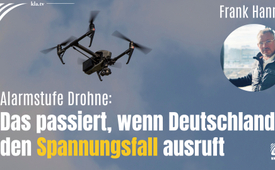 kla.tv
Frank Hann
Alarmstufe Drohne:
Das passiert, wenn Deutschland
den Spannungsfall ausruft